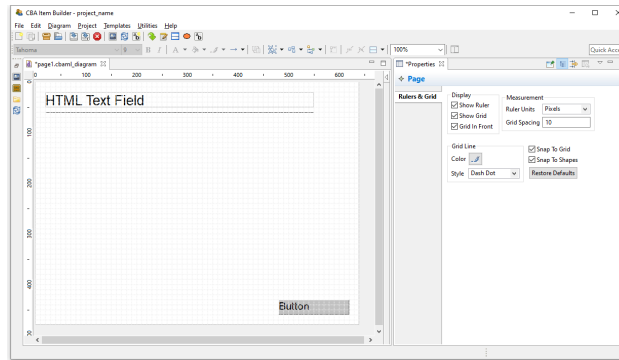 CBA Item Builder - project_name
File Edit Diagram Project Templates Utilities Help
Tahoma 9 B I A 100% Quick Acc
*page1.cbaml_diagram *Properties
0 100 200 300 400 500 600
Page
Rulers & Grid
Display
Show Ruler
Show Grid
Grid In Front
Measurement
Ruler Units Pixels
Grid Spacing 10
Grid Line
Color
Style Dash Dot
Snap To Grid
Snap To Shapes
Restore Defaults
HTML Text Field
0
100
200
300
400
Button